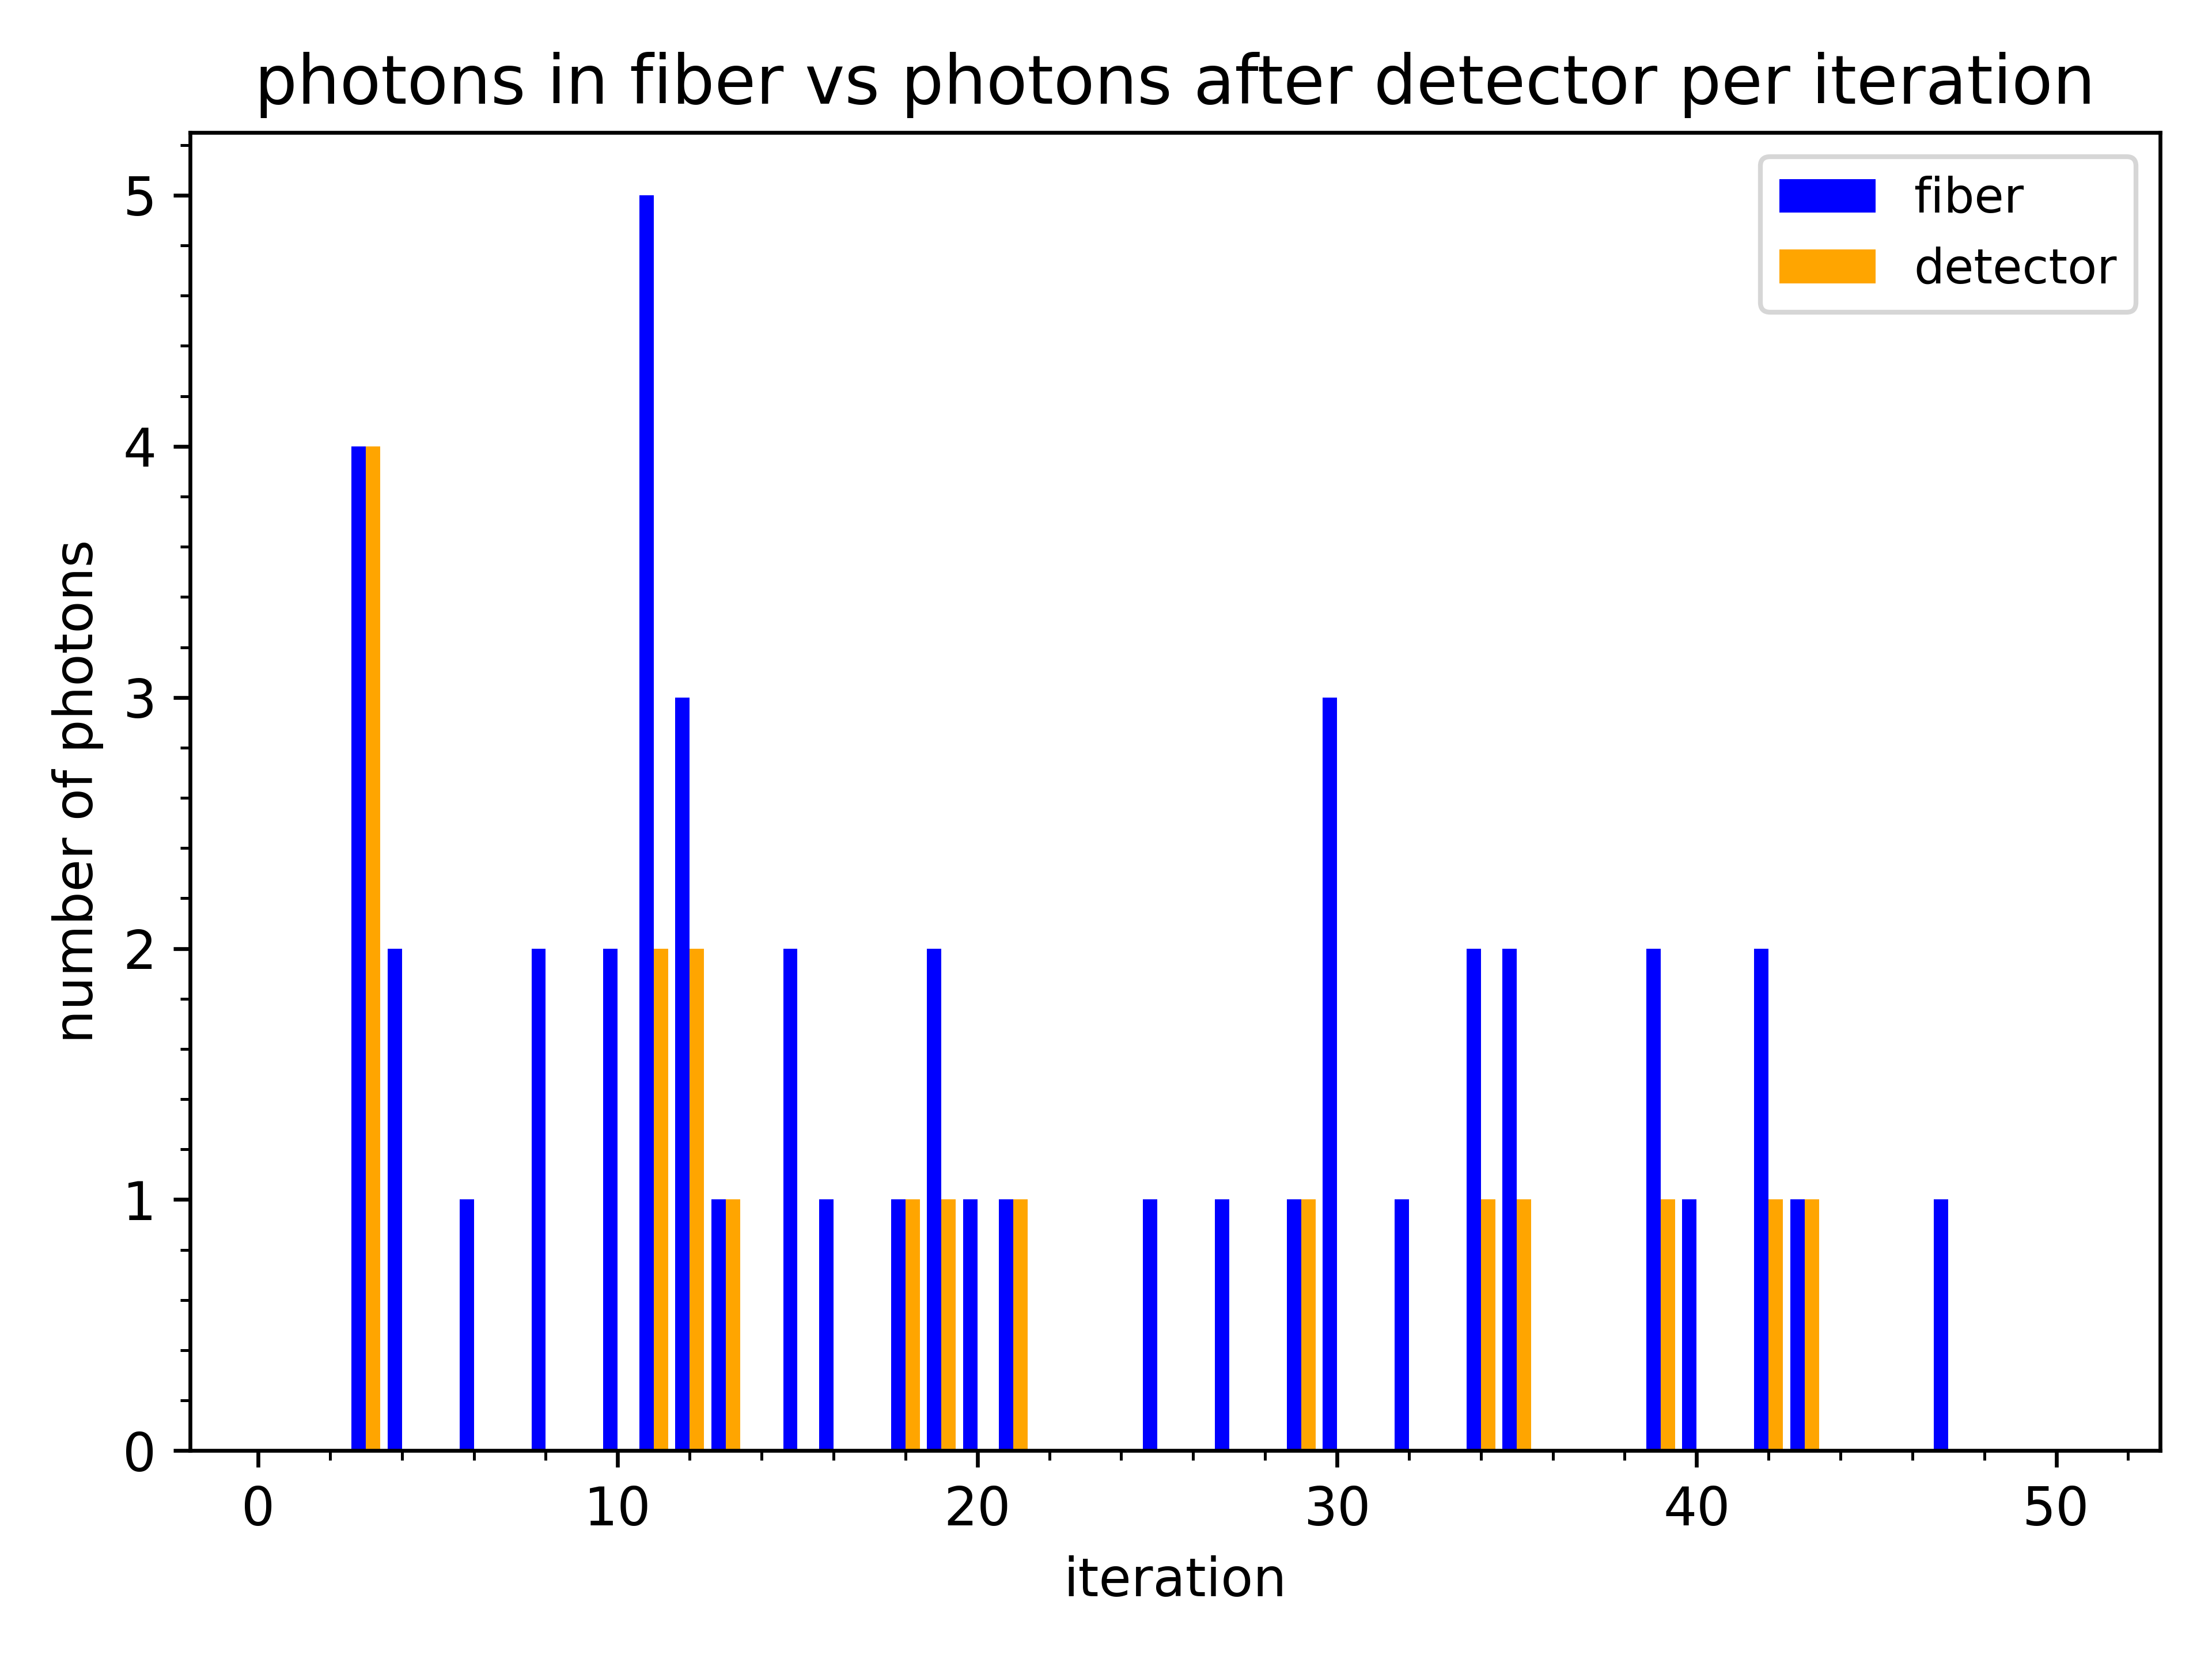 photons in fiber vs photons after detector per iteration
fiber
detector
5
4
3
2
1
0
number of photons
0 10 20 30 40 50
iteration